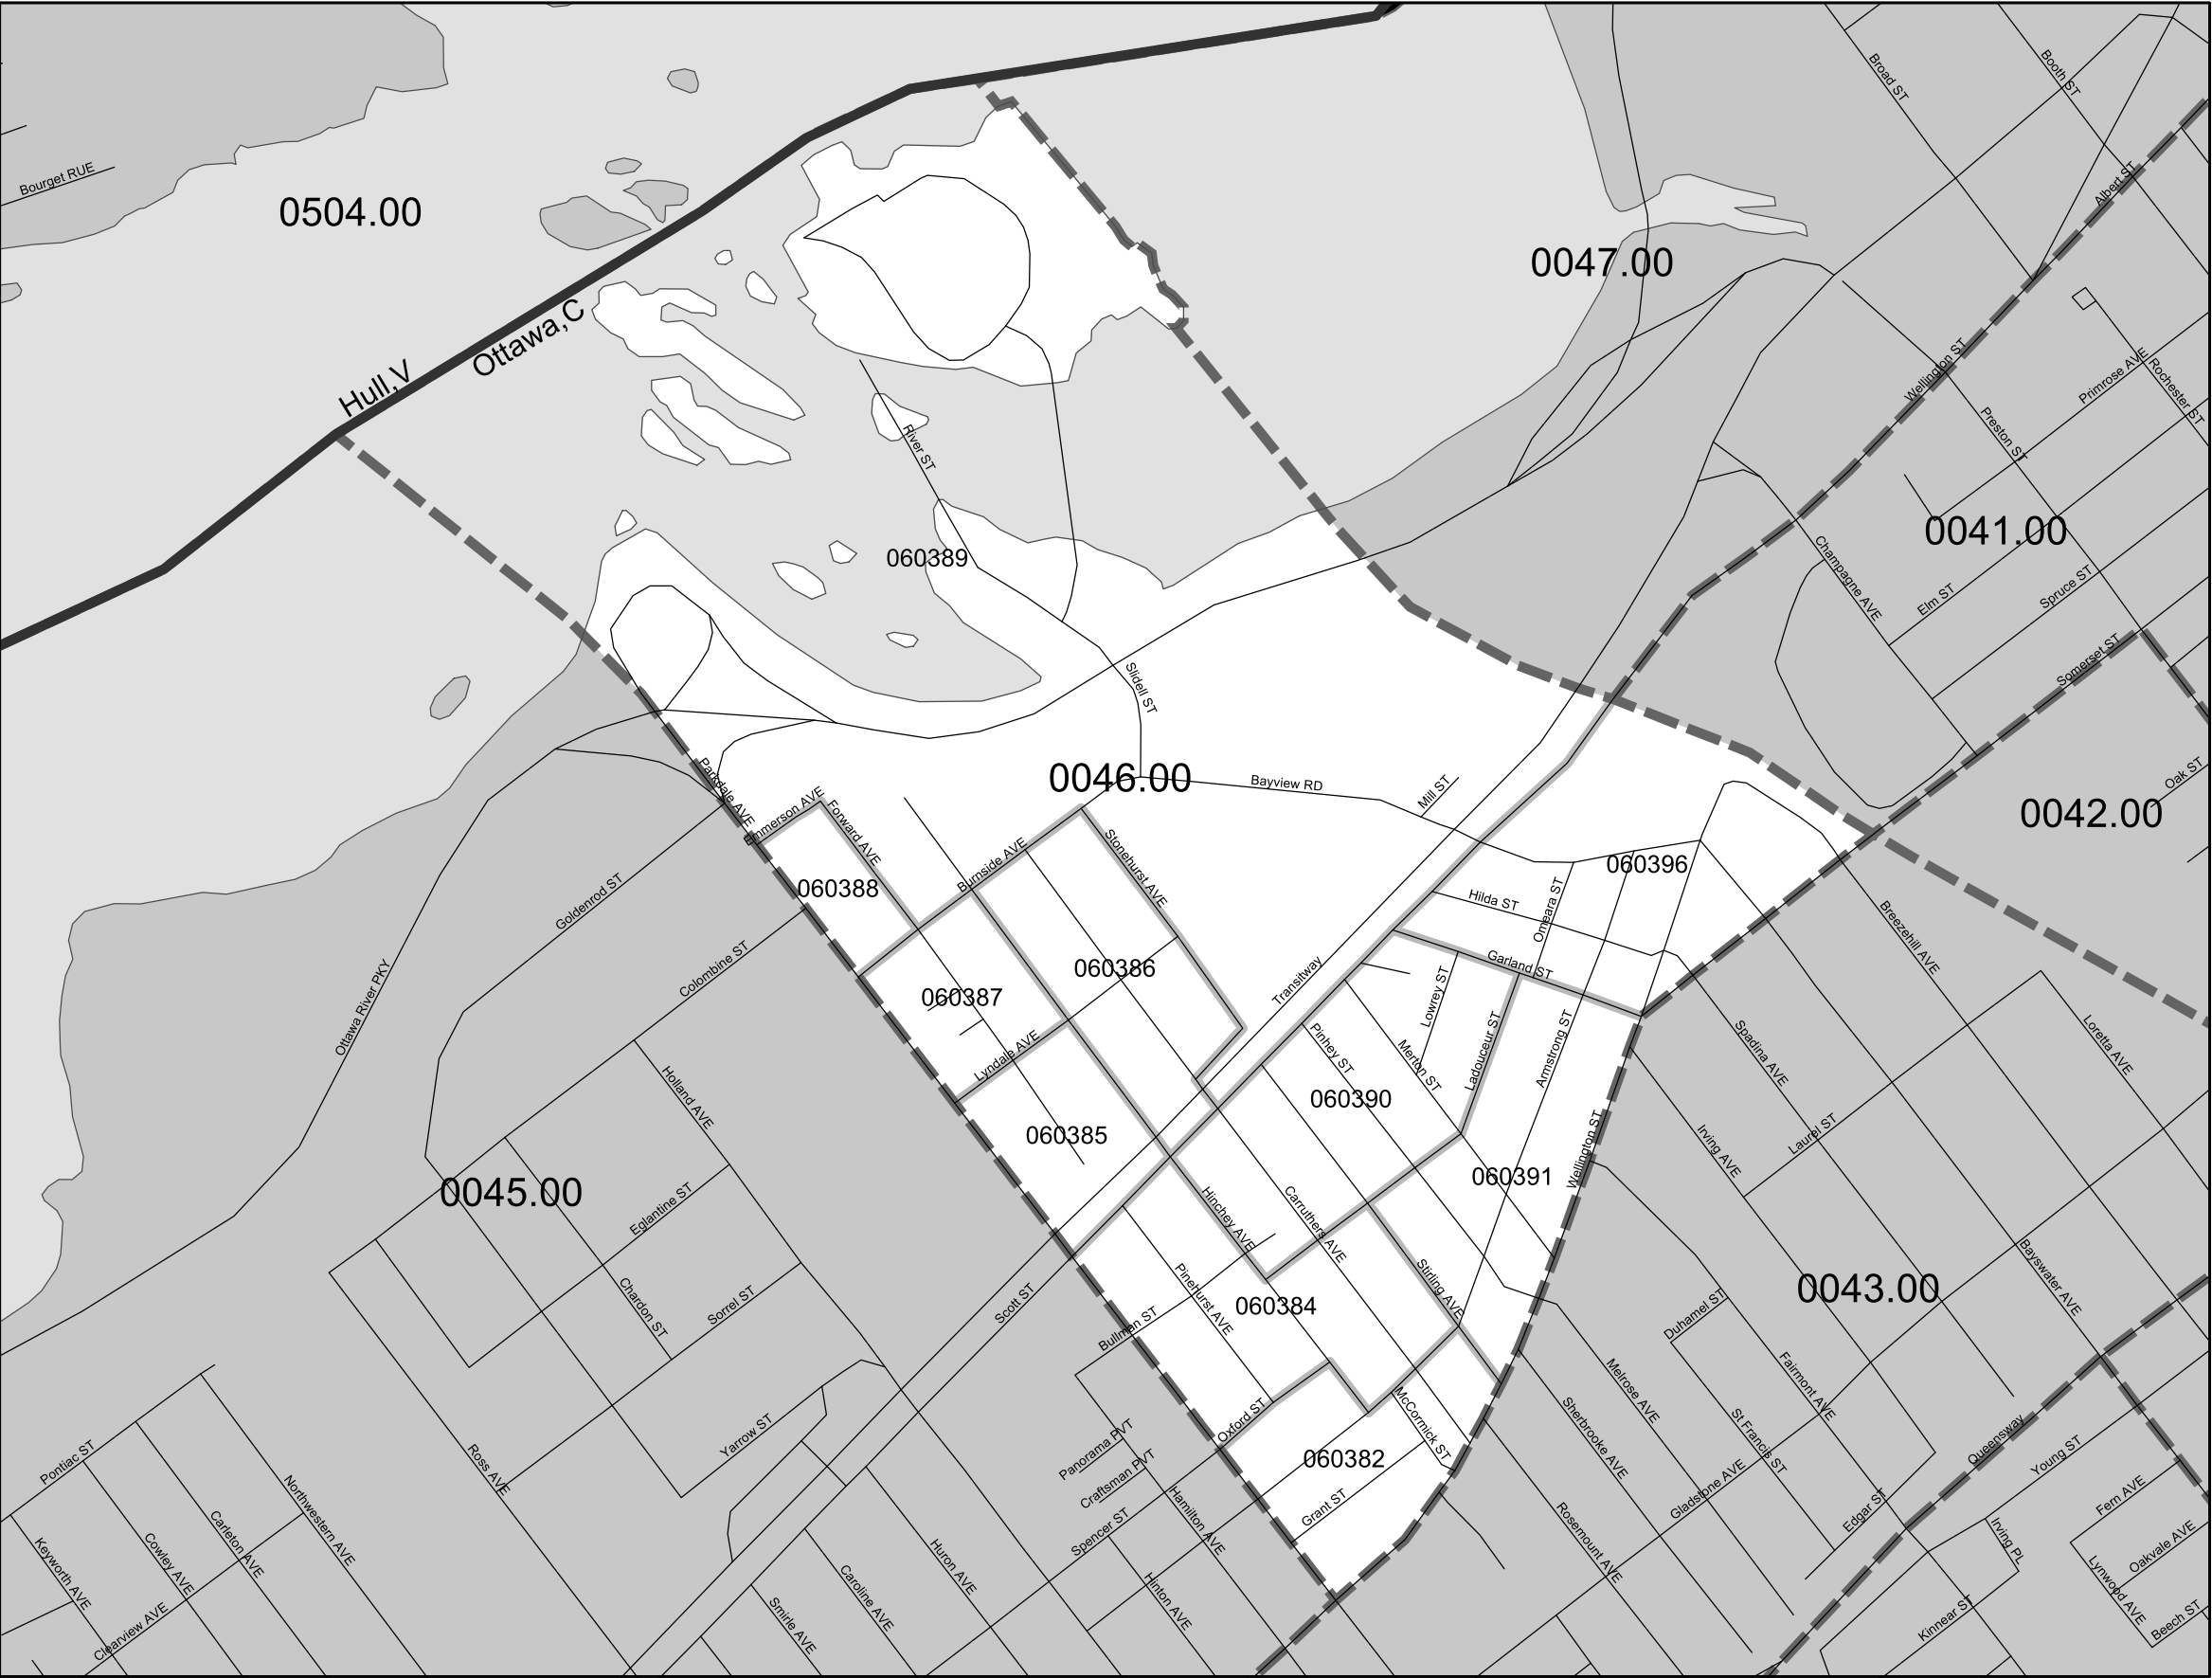 Broad ST
Booth ST
Bourget RUE
Albert ST
0504.00
0047.00
Hull,V
Ottawa,C
Wellington ST
Primrose AVE
Rochester ST
River ST
Preston ST
0041.00
060389
Champagne AVE
Elm ST
Spruce ST
Somerset ST
Slidell ST
Oak ST
0046.00
Bayview RD
Mill ST
0042.00
Parkdale AVE
Emmerson AVE
Forward AVE
Burnside AVE
Stonehurst AVE
060388
060396
Hilda ST
Omeara ST
Goldenrod ST
Breezehill AVE
Colombine ST
060386
Garland ST
060387
Transitway
Lowrey ST
Ottawa River PKY
Lyndale AVE
Pinhey ST
Merton ST
Ladouceur ST
Armstrong ST
Spadina AVE
Loretta AVE
Holland AVE
060390
060385
Wellington ST
Irving AVE
Laurel ST
060391
0045.00
Eglantine ST
Hinchey AVE
Carruthers AVE
Bayswater AVE
0043.00
Chardon ST
Sorrel ST
Scott ST
Pinehurst AVE
060384
Stirling AVE
Bullman ST
Duhamel ST
Fairmont AVE
Melrose AVE
Yarrow ST
Oxford ST
McCormick ST
Sherbrooke AVE
St Francis ST
Queensway
Young ST
Pontiac ST
Ross AVE
Panorama PVT
Craftsman PVT
060382
Gladstone AVE
Fern AVE
Northwestern AVE
Hamilton AVE
Grant ST
Edgar ST
Carleton AVE
Cowley AVE
Keyworth AVE
Spencer ST
Rosemount AVE
Irving PL
Oakvale AVE
Huron AVE
Caroline AVE
Hinton AVE
Lynwood AVE
Smirle AVE
Clearview AVE
Kinnear ST
Beech ST